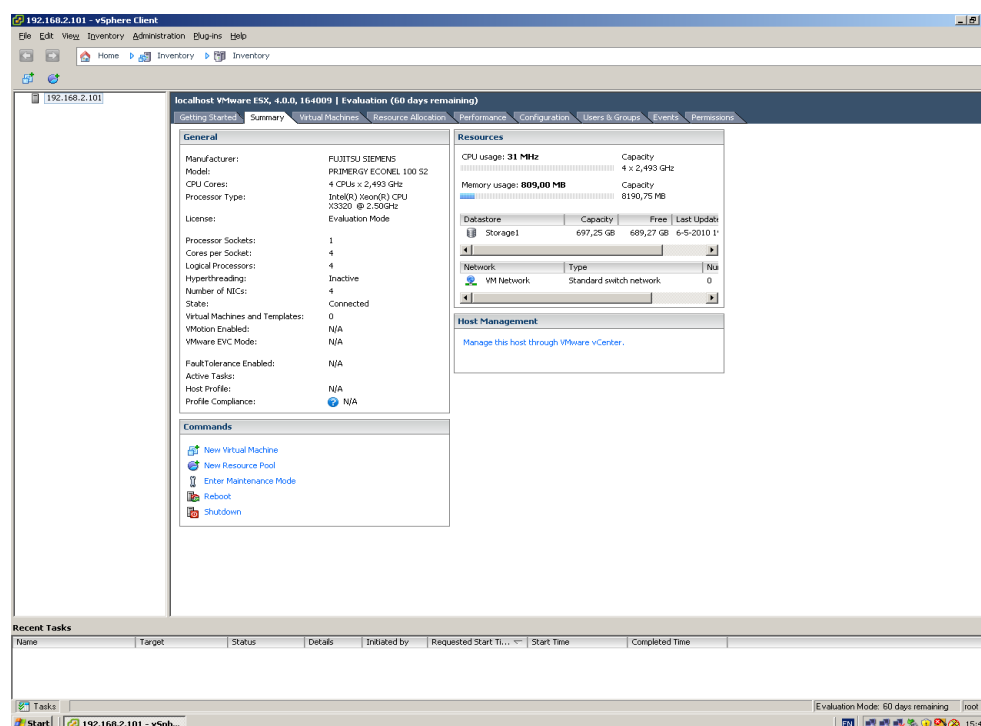 192.168.2.101 - vSphere Client
File Edit View Inventory Administration Plug-ins Help
Home Inventory Inventory
192.168.2.101
localhost VMware ESX, 4.0.0, 164009 | Evaluation (60 days remaining)
Getting Started Summary Virtual Machines Resource Allocation Performance Configuration Users & Groups Events Permissions
General
Manufacturer: FUJITSU SIEMENS
Model: PRIMERGY ECONEL 100 S2
CPU Cores: 4 CPUs x 2,493 GHz
Processor Type: Intel(R) Xeon(R) CPU
X3320 @ 2.50GHz
License: Evaluation Mode
Processor Sockets: 1
Cores per Socket: 4
Logical Processors: 4
Hyperthreading: Inactive
Number of NICs: 4
State: Connected
Virtual Machines and Templates: 0
VMotion Enabled: N/A
VMware EVC Mode: N/A
FaultTolerance Enabled: N/A
Active Tasks:
Host Profile: N/A
Profile Compliance: N/A
Commands
New Virtual Machine
New Resource Pool
Enter Maintenance Mode
Reboot
Shutdown
Resources
CPU usage: 31 MHz Capacity
4 x 2,493 GHz
Memory usage: 809,00 MB Capacity
8190,75 MB
Datastore Capacity Free Last Update
Storage1 697,25 GB 689,27 GB 6-5-2010 1
Network Type Nu
VM Network Standard switch network 0
Host Management
Manage this host through VMware vCenter.
Recent Tasks
Name Target Status Details Initiated by Requested Start Ti... Start Time Completed Time
Tasks Evaluation Mode: 60 days remaining root
Start 192.168.2.101 - vSph... EN 15:4